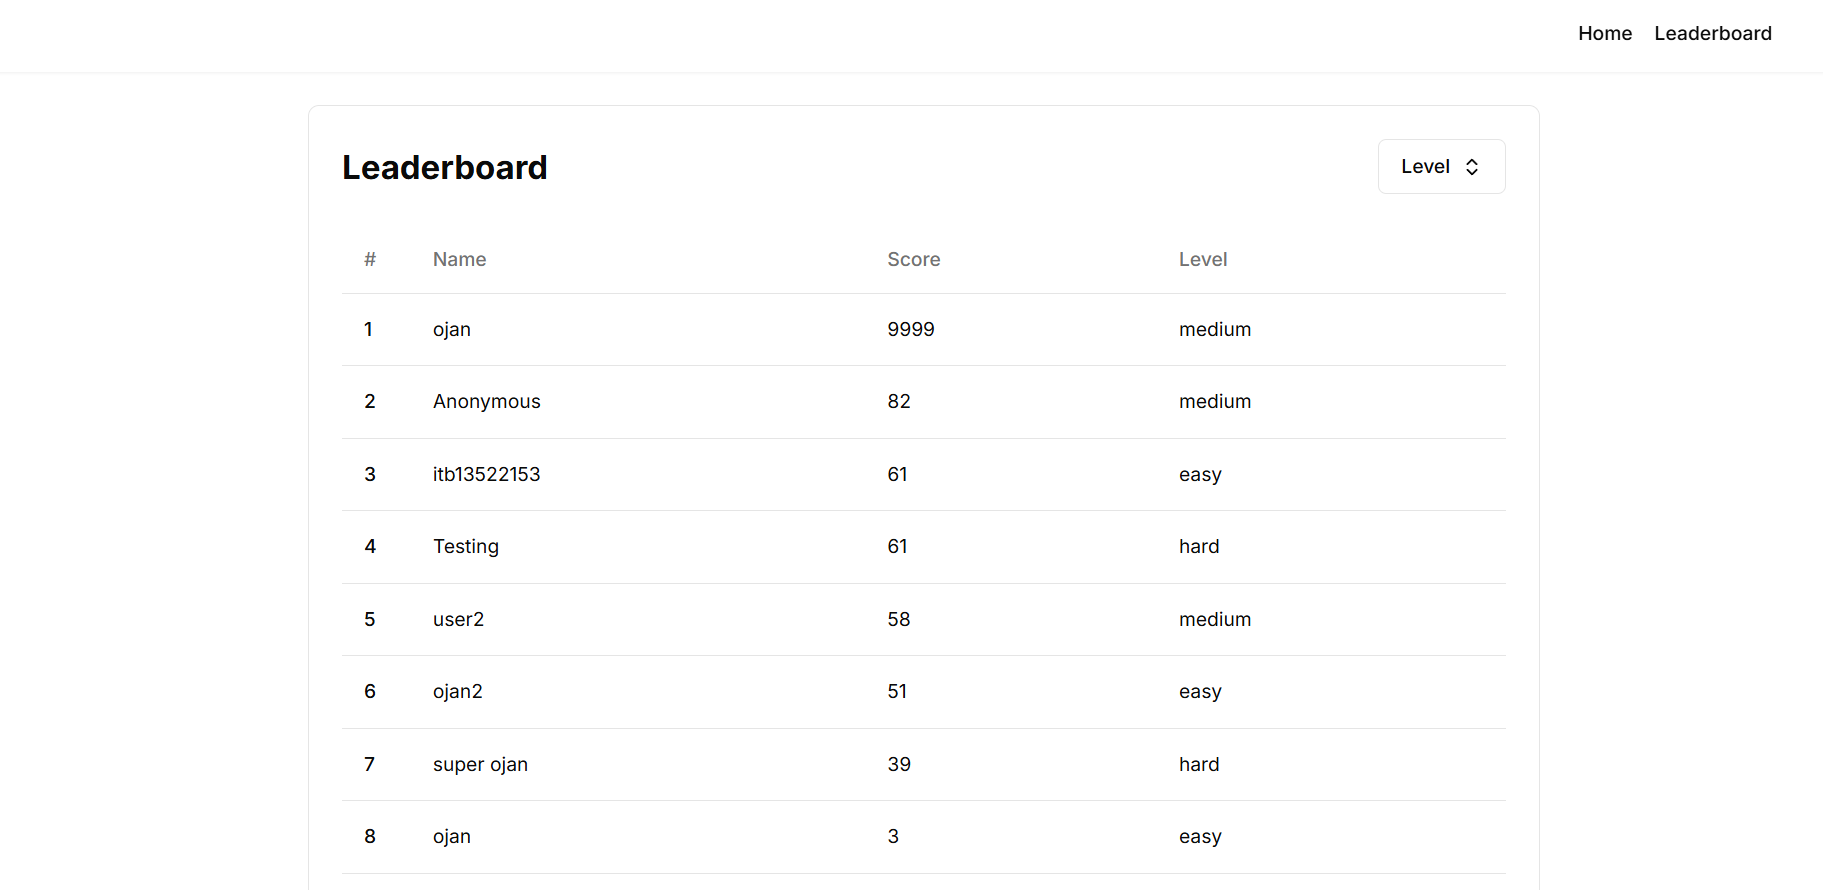 Home Leaderboard
Leaderboard
Level
# Name Score Level
1 ojan 9999 medium
2 Anonymous 82 medium
3 itb13522153 61 easy
4 Testing 61 hard
5 user2 58 medium
6 ojan2 51 easy
7 super ojan 39 hard
8 ojan 3 easy